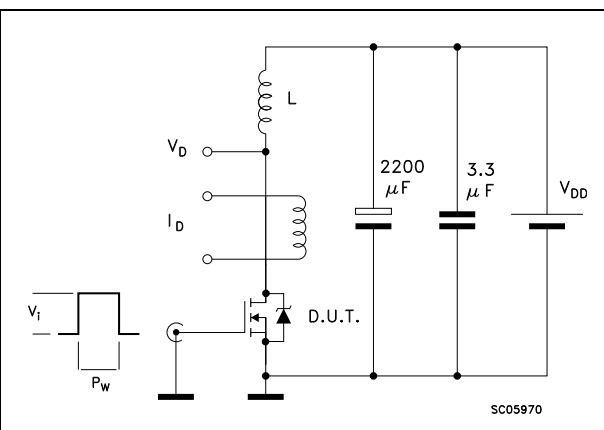 L
V_D
2200
μF
3.3
μF
V_DD
I_D
V_i
D.U.T.
P_W
SC05970